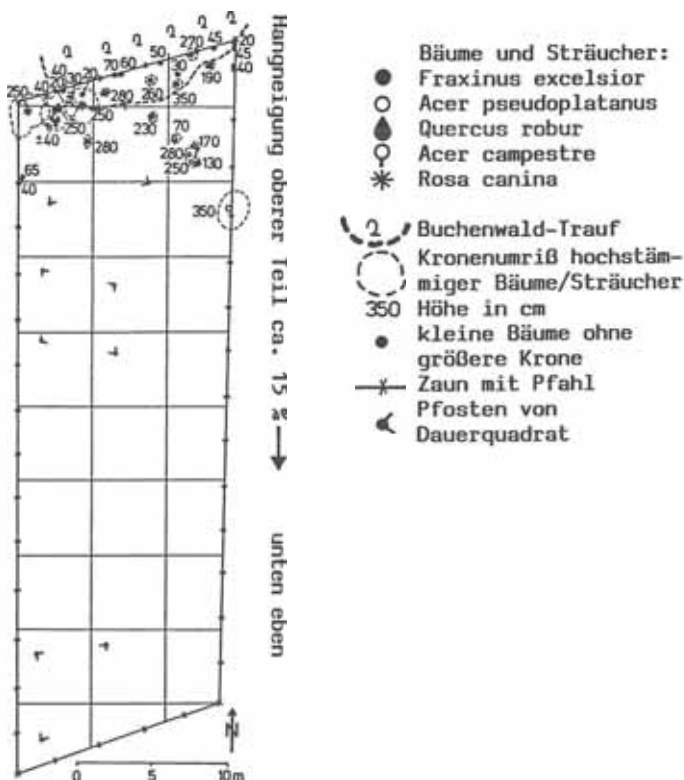 270 45 20
50 45
70 60 30 40
40 20 190
250 280 260 350
250 230 70
±40 280 170
280
65 250 130
40
350
Hangneigung oberer Teil ca. 15
unten eben
N
0 5 10m
Bäume und Sträucher:
Fraxinus excelsior
Acer pseudoplatanus
Quercus robur
Acer campestre
Rosa canina
Buchenwald-Trauf
Kronenumriß hochstäm-
miger Bäume/Sträucher
350 Höhe in cm
kleine Bäume ohne
größere Krone
Zaun mit Pfahl
Pfosten von
Dauerquadrat